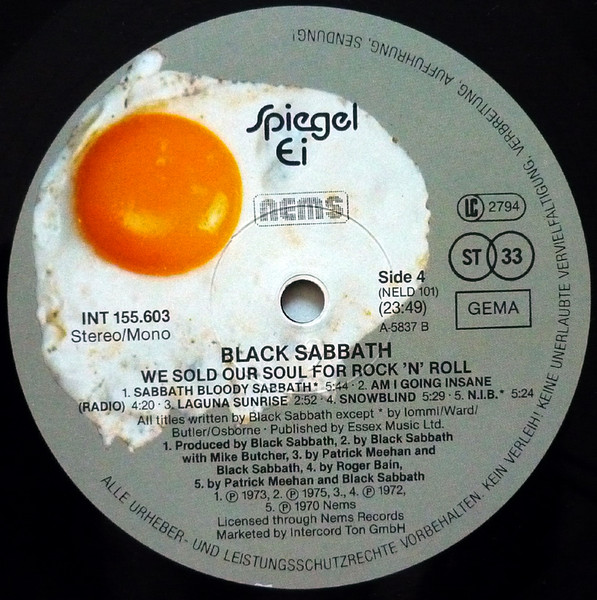 Spiegel
Ei
nems
LC 2794
ST 33
GEMA
Side 4
(NELD 101)
(23:49)
A-5837 B
INT 155.603
Stereo/Mono
BLACK SABBATH
WE SOLD OUR SOUL FOR ROCK 'N' ROLL
1. SABBATH BLOODY SABBATH* 5:44 · 2. AM I GOING INSANE
(RADIO) 4:20 · 3. LAGUNA SUNRISE 2:52 · 4. SNOWBLIND 5:29 · 5. N.I.B.* 5:24
All titles written by Black Sabbath except * by Iommi/Ward/
Butler/Osborne · Published by Essex Music Ltd.
1. Produced by Black Sabbath, 2. by Black Sabbath
with Mike Butcher, 3. by Patrick Meehan and
Black Sabbath, 4. by Roger Bain,
5. by Patrick Meehan and Black Sabbath
1. ℗ 1973, 2. ℗ 1975, 3., 4. ℗ 1972,
5. ℗ 1970 Nems
Licensed through Nems Records
Marketed by Intercord Ton GmbH
ALLE URHEBER- UND LEISTUNGSSCHUTZRECHTE VORBEHALTEN. KEIN VERLEIH! KEINE UNERLAUBTE VERVIELFÄLTIGUNG, VERBREITUNG, AUFFÜHRUNG, SENDUNG!